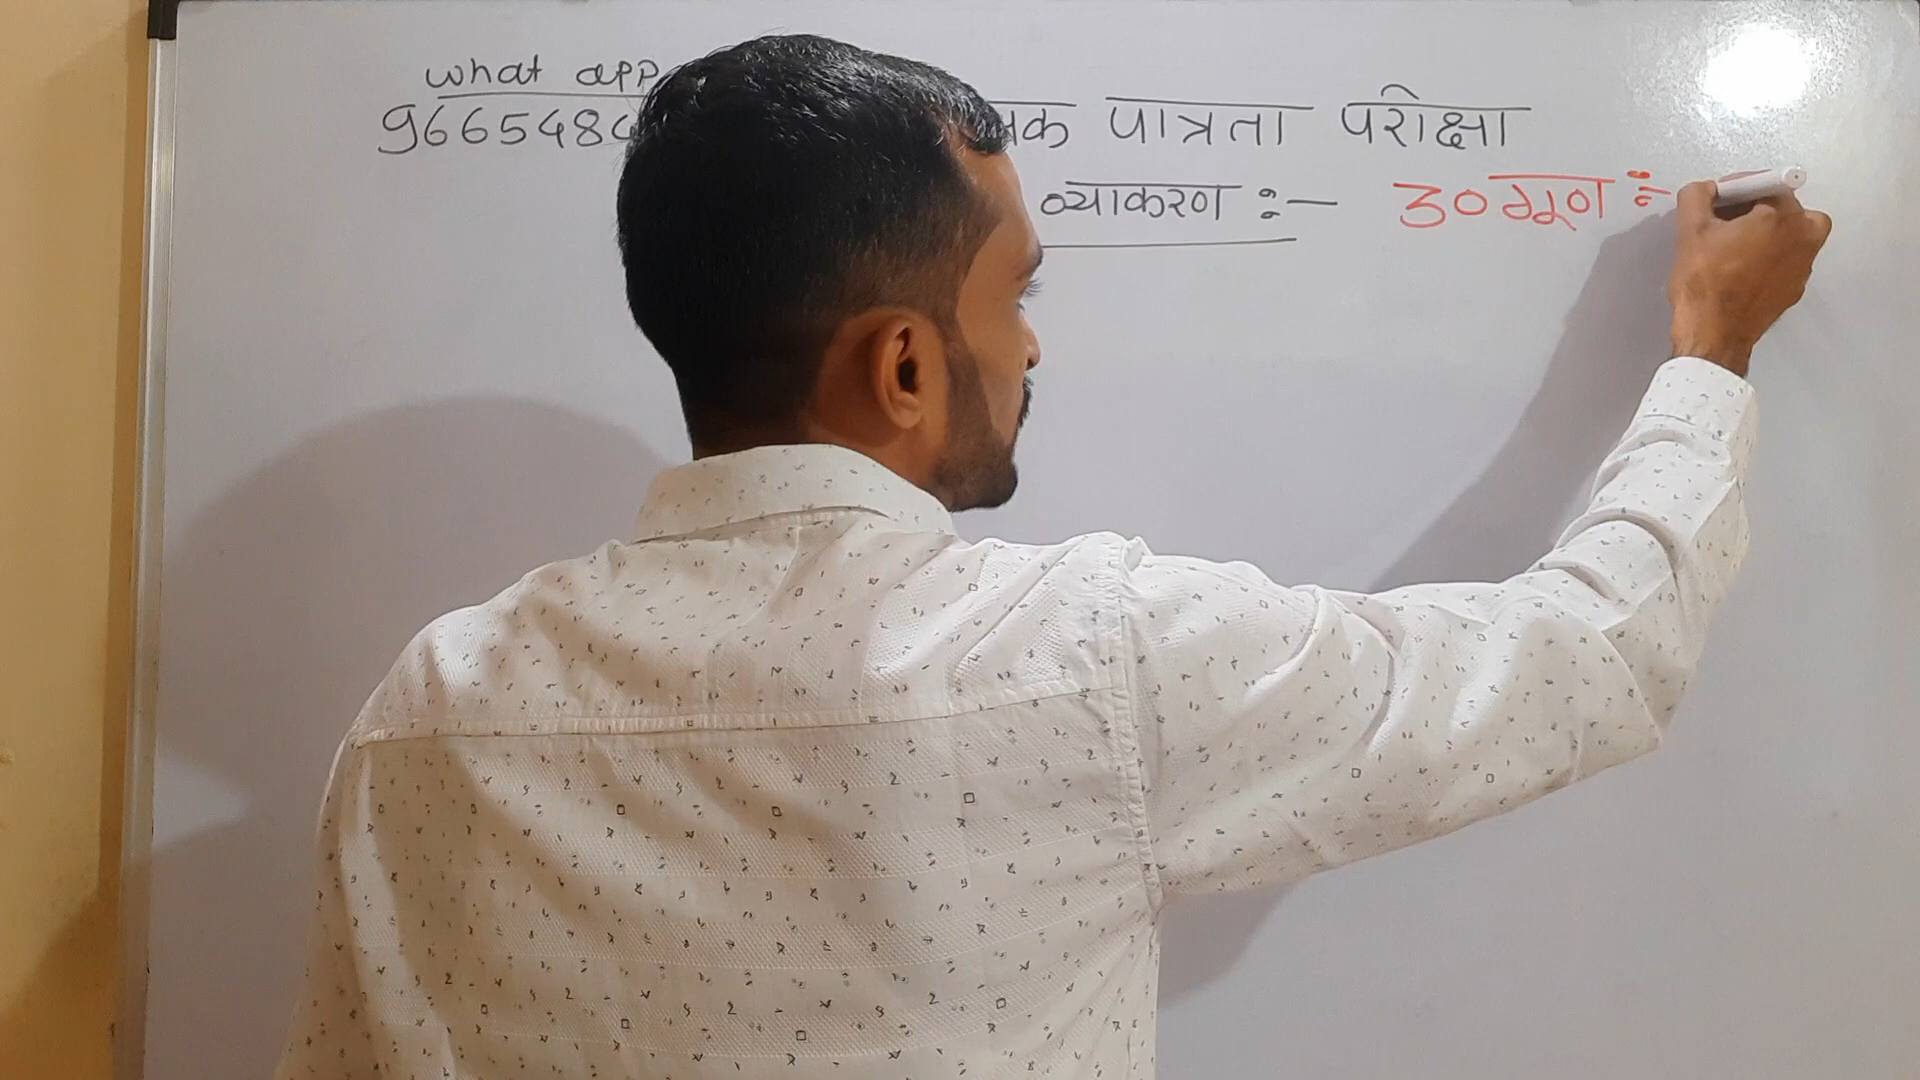 what app
966548
पात्रता परीक्षा
व्याकरण :- 30 गूण :-